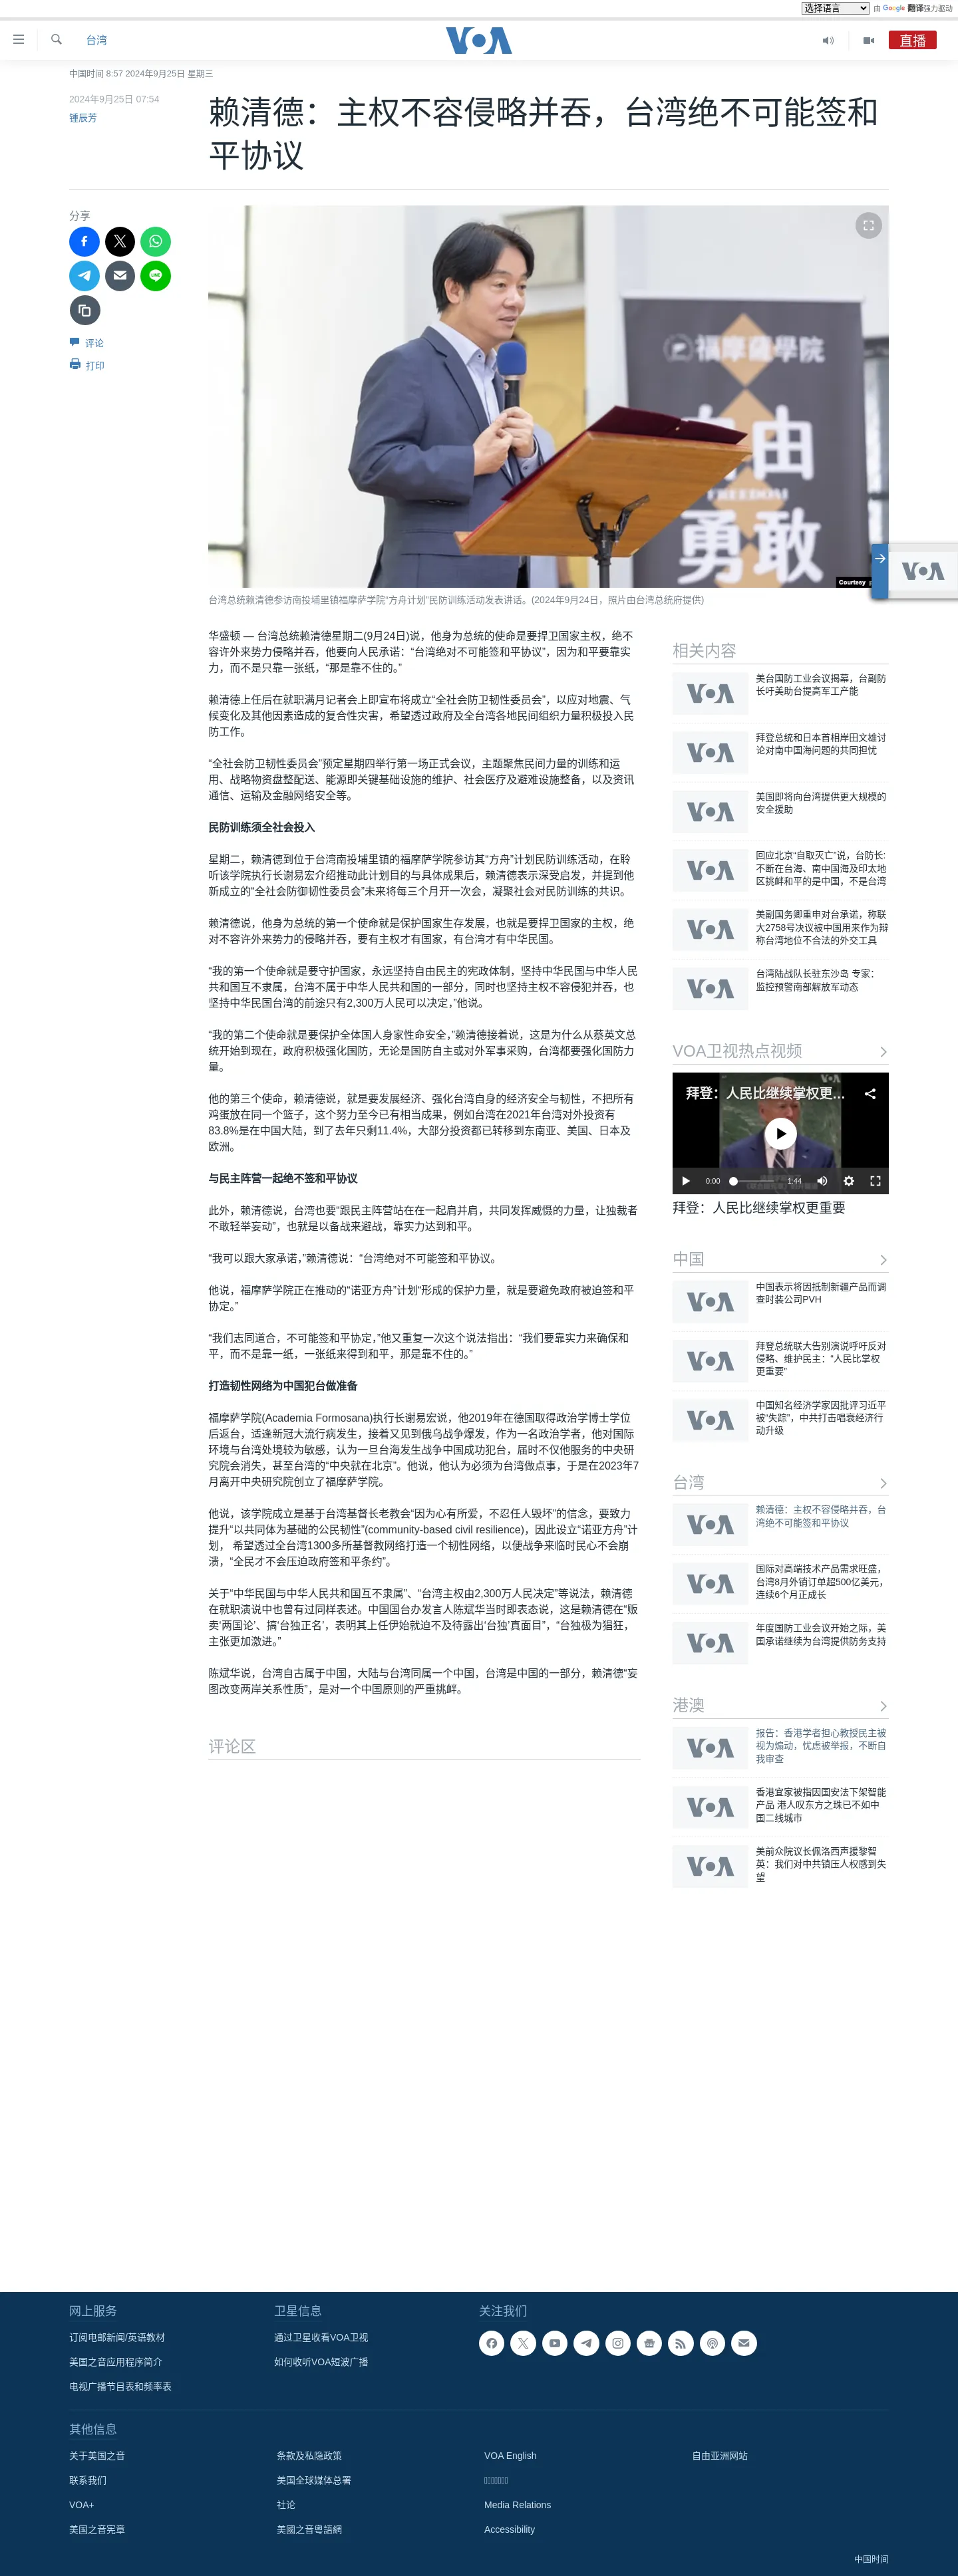 选择语言
由 Google 翻译强力驱动
台湾
VOA
直播
中国时间 8:57 2024年9月25日 星期三
2024年9月25日 07:54
锺辰芳
赖清德：主权不容侵略并吞，台湾绝不可能签和
平协议
分享
评论
打印
福摩薩學院
自由
勇敢
Courtesy
VOA
台湾总统赖清德参访南投埔里镇福摩萨学院“方舟计划”民防训练活动发表讲话。(2024年9月24日，照片由台湾总统府提供)
华盛顿 — 台湾总统赖清德星期二(9月24日)说，他身为总统的使命是要捍卫国家主权，绝不
容许外来势力侵略并吞，他要向人民承诺：“台湾绝对不可能签和平协议”，因为和平要靠实
力，而不是只靠一张纸，“那是靠不住的。”
赖清德上任后在就职满月记者会上即宣布将成立“全社会防卫韧性委员会”，以应对地震、气
候变化及其他因素造成的复合性灾害，希望透过政府及全台湾各地民间组织力量积极投入民
防工作。
“全社会防卫韧性委员会”预定星期四举行第一场正式会议，主题聚焦民间力量的训练和运
用、战略物资盘整配送、能源即关键基础设施的维护、社会医疗及避难设施整备，以及资讯
通信、运输及金融网络安全等。
民防训练须全社会投入
星期二，赖清德到位于台湾南投埔里镇的福摩萨学院参访其“方舟”计划民防训练活动，在聆
听该学院执行长谢易宏介绍推动此计划目的与具体成果后，赖清德表示深受启发，并提到他
新成立的“全社会防御韧性委员会”未来将每三个月开一次会，凝聚社会对民防训练的共识。
赖清德说，他身为总统的第一个使命就是保护国家生存发展，也就是要捍卫国家的主权，绝
对不容许外来势力的侵略并吞，要有主权才有国家，有台湾才有中华民国。
“我的第一个使命就是要守护国家，永远坚持自由民主的宪政体制，坚持中华民国与中华人民
共和国互不隶属，台湾不属于中华人民共和国的一部分，同时也坚持主权不容侵犯并吞，也
坚持中华民国台湾的前途只有2,300万人民可以决定，”他说。
“我的第二个使命就是要保护全体国人身家性命安全，”赖清德接着说，这是为什么从蔡英文总
统开始到现在，政府积极强化国防，无论是国防自主或对外军事采购，台湾都要强化国防力
量。
他的第三个使命，赖清德说，就是要发展经济、强化台湾自身的经济安全与韧性，不把所有
鸡蛋放在同一个篮子，这个努力至今已有相当成果，例如台湾在2021年台湾对外投资有
83.8%是在中国大陆，到了去年只剩11.4%，大部分投资都已转移到东南亚、美国、日本及
欧洲。
与民主阵营一起绝不签和平协议
此外，赖清德说，台湾也要“跟民主阵营站在在一起肩并肩，共同发挥威慑的力量，让独裁者
不敢轻举妄动”，也就是以备战来避战，靠实力达到和平。
“我可以跟大家承诺，”赖清德说：“台湾绝对不可能签和平协议。
他说，福摩萨学院正在推动的“诺亚方舟”计划“形成的保护力量，就是要避免政府被迫签和平
协定。”
“我们志同道合，不可能签和平协定，”他又重复一次这个说法指出：“我们要靠实力来确保和
平，而不是靠一纸，一张纸来得到和平，那是靠不住的。”
打造韧性网络为中国犯台做准备
福摩萨学院(Academia Formosana)执行长谢易宏说，他2019年在德国取得政治学博士学位
后返台，适逢新冠大流行病发生，接着又见到俄乌战争爆发，作为一名政治学者，他对国际
环境与台湾处境较为敏感，认为一旦台海发生战争中国成功犯台，届时不仅他服务的中央研
究院会消失，甚至台湾的“中央就在北京”。他说，他认为必须为台湾做点事，于是在2023年7
月离开中央研究院创立了福摩萨学院。
他说，该学院成立是基于台湾基督长老教会“因为心有所爱，不忍任人毁坏”的信念，要致力
提升“以共同体为基础的公民韧性”(community-based civil resilience)，因此设立“诺亚方舟”计
划， 希望透过全台湾1300多所基督教网络打造一个韧性网络，以便战争来临时民心不会崩
溃，“全民才不会压迫政府签和平条约”。
关于“中华民国与中华人民共和国互不隶属”、“台湾主权由2,300万人民决定”等说法，赖清德
在就职演说中也曾有过同样表述。中国国台办发言人陈斌华当时即表态说，这是赖清德在“贩
卖‘两国论’、搞‘台独正名’，表明其上任伊始就迫不及待露出‘台独’真面目”，“台独极为猖狂，
主张更加激进。”
陈斌华说，台湾自古属于中国，大陆与台湾同属一个中国，台湾是中国的一部分，赖清德“妄
图改变两岸关系性质”，是对一个中国原则的严重挑衅。
评论区
相关内容
美台国防工业会议揭幕，台副防
长吁美助台提高军工产能
拜登总统和日本首相岸田文雄讨
论对南中国海问题的共同担忧
美国即将向台湾提供更大规模的
安全援助
回应北京“自取灭亡”说，台防长:
不断在台海、南中国海及印太地
区挑衅和平的是中国，不是台湾
美副国务卿重申对台承诺，称联
大2758号决议被中国用来作为辩
称台湾地位不合法的外交工具
台湾陆战队长驻东沙岛 专家：
监控预警南部解放军动态
VOA卫视热点视频
拜登：人民比继续掌权更...
0:00
1:44
拜登：人民比继续掌权更重要
中国
中国表示将因抵制新疆产品而调
查时装公司PVH
拜登总统联大告别演说呼吁反对
侵略、维护民主：“人民比掌权
更重要”
中国知名经济学家因批评习近平
被“失踪”，中共打击唱衰经济行
动升级
台湾
赖清德：主权不容侵略并吞，台
湾绝不可能签和平协议
国际对高端技术产品需求旺盛，
台湾8月外销订单超500亿美元，
连续6个月正成长
年度国防工业会议开始之际，美
国承诺继续为台湾提供防务支持
港澳
报告：香港学者担心教授民主被
视为煽动，忧虑被举报，不断自
我审查
香港宜家被指因国安法下架智能
产品 港人叹东方之珠已不如中
国二线城市
美前众院议长佩洛西声援黎智
英：我们对中共镇压人权感到失
望
网上服务
订阅电邮新闻/英语教材
美国之音应用程序简介
电视广播节目表和频率表
卫星信息
通过卫星收看VOA卫视
如何收听VOA短波广播
关注我们
其他信息
关于美国之音
联系我们
VOA+
美国之音宪章
条款及私隐政策
美国全球媒体总署
社论
美國之音粵語網
VOA English
Media Relations
Accessibility
自由亚洲网站
中国时间